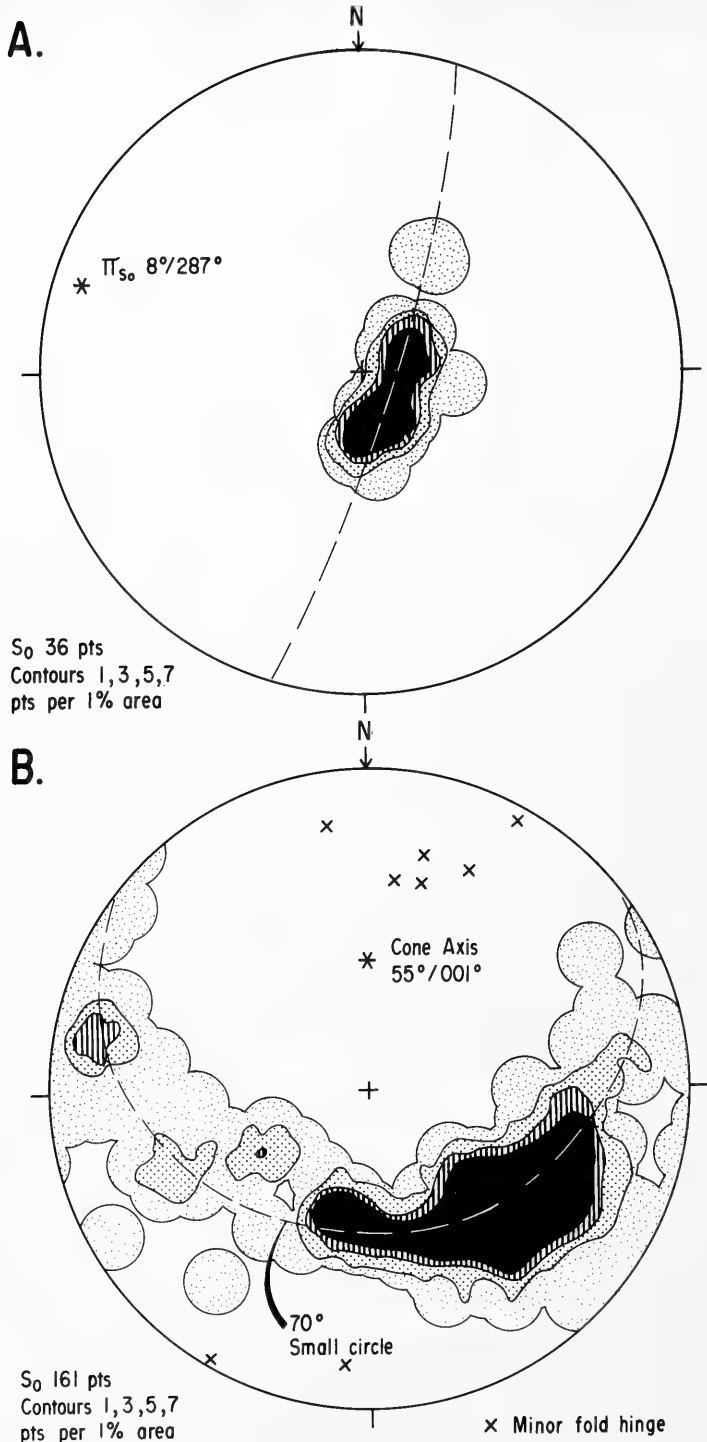 A.
N
πS₀ 8°/287°
S₀ 36 pts
Contours 1,3,5,7
pts per 1% area
N
B.
Cone Axis
55°/001°
70°
Small circle
S₀ 161 pts
Contours 1,3,5,7
pts per 1% area
x Minor fold hinge